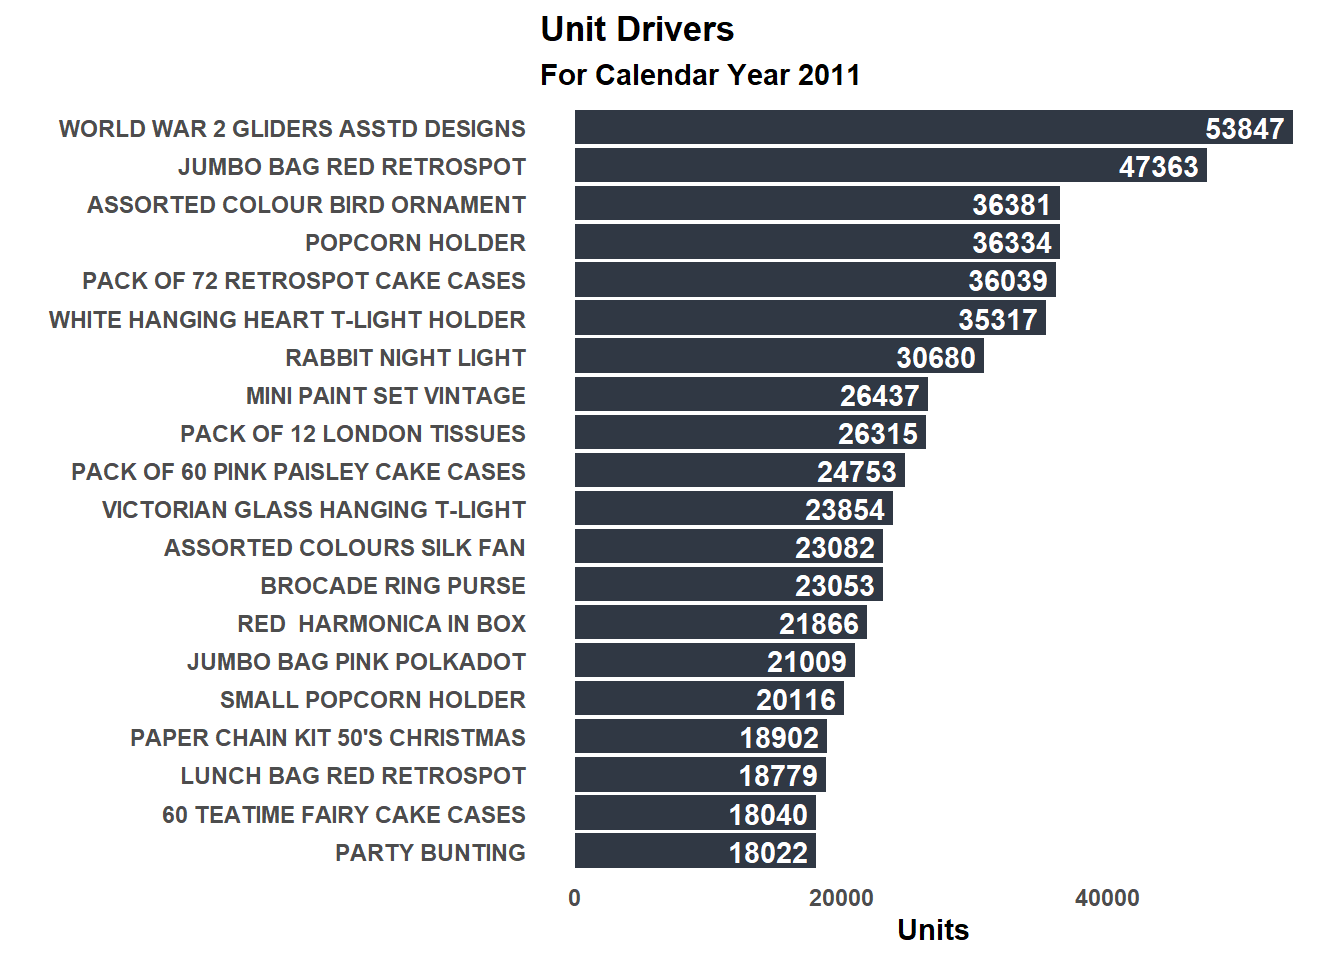 Unit Drivers
For Calendar Year 2011
WORLD WAR 2 GLIDERS ASSTD DESIGNS 53847
JUMBO BAG RED RETROSPOT 47363
ASSORTED COLOUR BIRD ORNAMENT 36381
POPCORN HOLDER 36334
PACK OF 72 RETROSPOT CAKE CASES 36039
WHITE HANGING HEART T-LIGHT HOLDER 35317
RABBIT NIGHT LIGHT 30680
MINI PAINT SET VINTAGE 26437
PACK OF 12 LONDON TISSUES 26315
PACK OF 60 PINK PAISLEY CAKE CASES 24753
VICTORIAN GLASS HANGING T-LIGHT 23854
ASSORTED COLOURS SILK FAN 23082
BROCADE RING PURSE 23053
RED  HARMONICA IN BOX 21866
JUMBO BAG PINK POLKADOT 21009
SMALL POPCORN HOLDER 20116
PAPER CHAIN KIT 50'S CHRISTMAS 18902
LUNCH BAG RED RETROSPOT 18779
60 TEATIME FAIRY CAKE CASES 18040
PARTY BUNTING 18022
0 20000 40000
Units